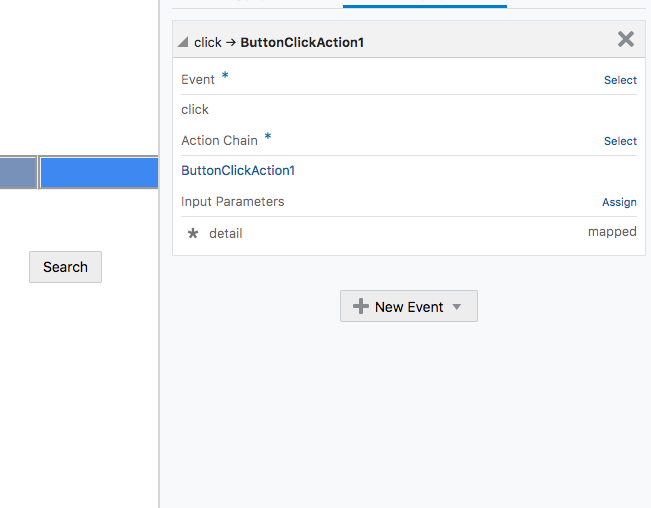 click → ButtonClickAction1
Event *
Select
click
Action Chain *
Select
ButtonClickAction1
Input Parameters
Assign
* detail
mapped
Search
New Event